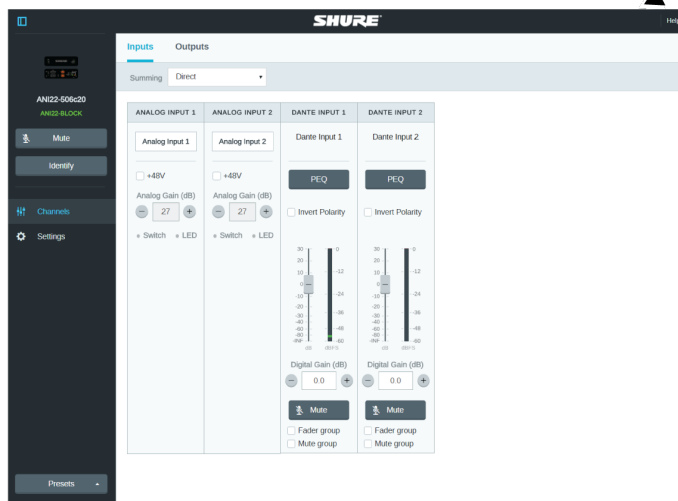 SHURE
Help
Inputs Outputs
Summing Direct
ANI22-506c20
ANI22-BLOCK
Mute
Identify
Channels
Settings
Presets
ANALOG INPUT 1 ANALOG INPUT 2 DANTE INPUT 1 DANTE INPUT 2
Analog Input 1 Analog Input 2 Dante Input 1 Dante Input 2
+48V +48V PEQ PEQ
Analog Gain (dB) Analog Gain (dB)
27 27 Invert Polarity Invert Polarity
Switch LED Switch LED
30 0 30 0
20 20
10 -12 10 -12
0 0
-10 -24 -10 -24
-20 -20
-30 -36 -30 -36
-40 -40
-60 -48 -60 -48
-80 -80
-INF -60 -INF -60
dB dBFS dB dBFS
Digital Gain (dB) Digital Gain (dB)
0.0 0.0
Mute Mute
Fader group Fader group
Mute group Mute group